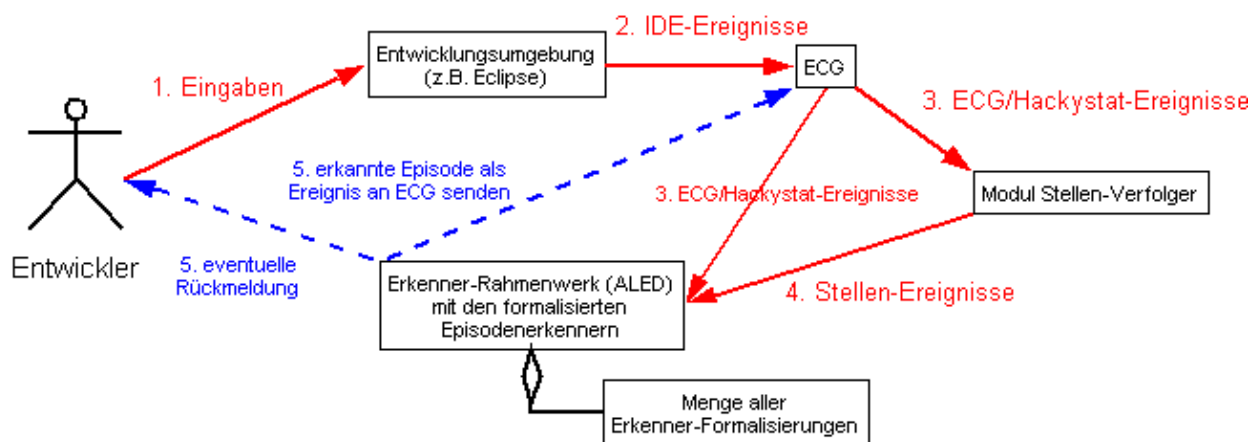 2. IDE-Ereignisse
Entwicklungsumgebung
(z.B. Eclipse)
ECG
1. Eingaben
3. ECG/Hackystat-Ereignisse
5. erkannte Episode als
Ereignis an ECG senden
3. ECG/Hackystat-Ereignisse
Modul Stellen-Verfolger
Entwickler
5. eventuelle
Rückmeldung
Erkenner-Rahmenwerk (ALED)
mit den formalisierten
Episodenerkennern
4. Stellen-Ereignisse
Menge aller
Erkenner-Formalisierungen